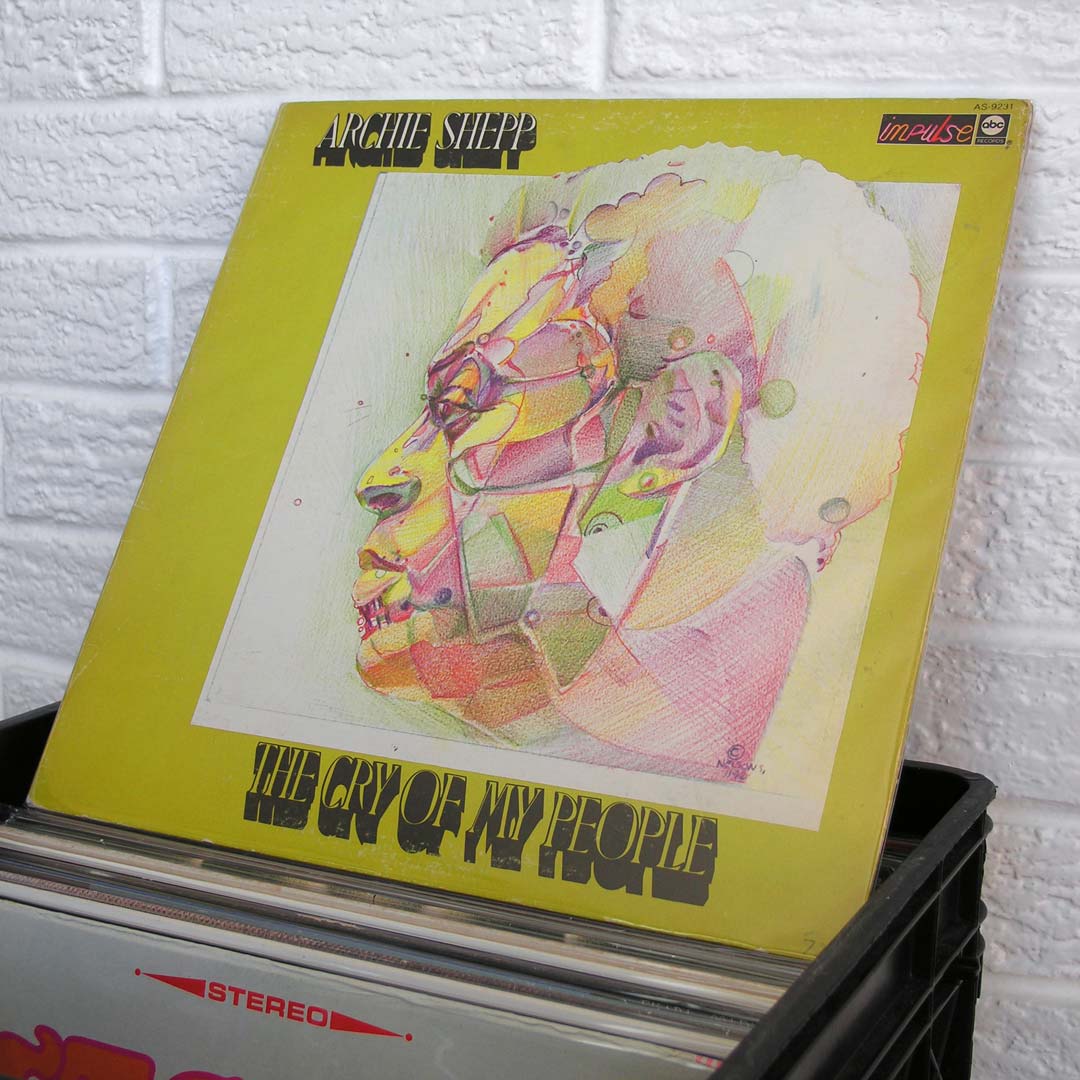 ARCHIE SHEPP
AS-9231
impulse
abc
RECORDS
THE CRY OF MY PEOPLE
STEREO